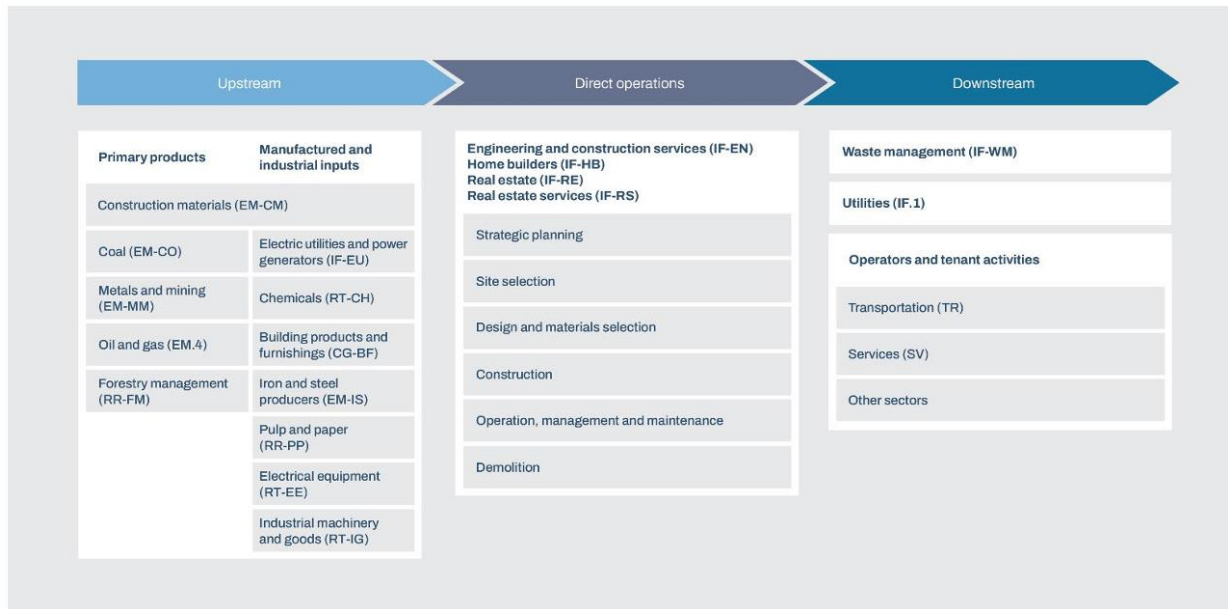 Upstream
Direct operations
Downstream
Primary products
Manufactured and
industrial inputs
Construction materials (EM-CM)
Coal (EM-CO)
Electric utilities and power
generators (IF-EU)
Metals and mining
(EM-MM)
Chemicals (RT-CH)
Oil and gas (EM.4)
Building products and
furnishings (CG-BF)
Forestry management
(RR-FM)
Iron and steel
producers (EM-IS)
Pulp and paper
(RR-PP)
Electrical equipment
(RT-EE)
Industrial machinery
and goods (RT-IG)
Engineering and construction services (IF-EN)
Home builders (IF-HB)
Real estate (IF-RE)
Real estate services (IF-RS)
Strategic planning
Site selection
Design and materials selection
Construction
Operation, management and maintenance
Demolition
Waste management (IF-WM)
Utilities (IF.1)
Operators and tenant activities
Transportation (TR)
Services (SV)
Other sectors